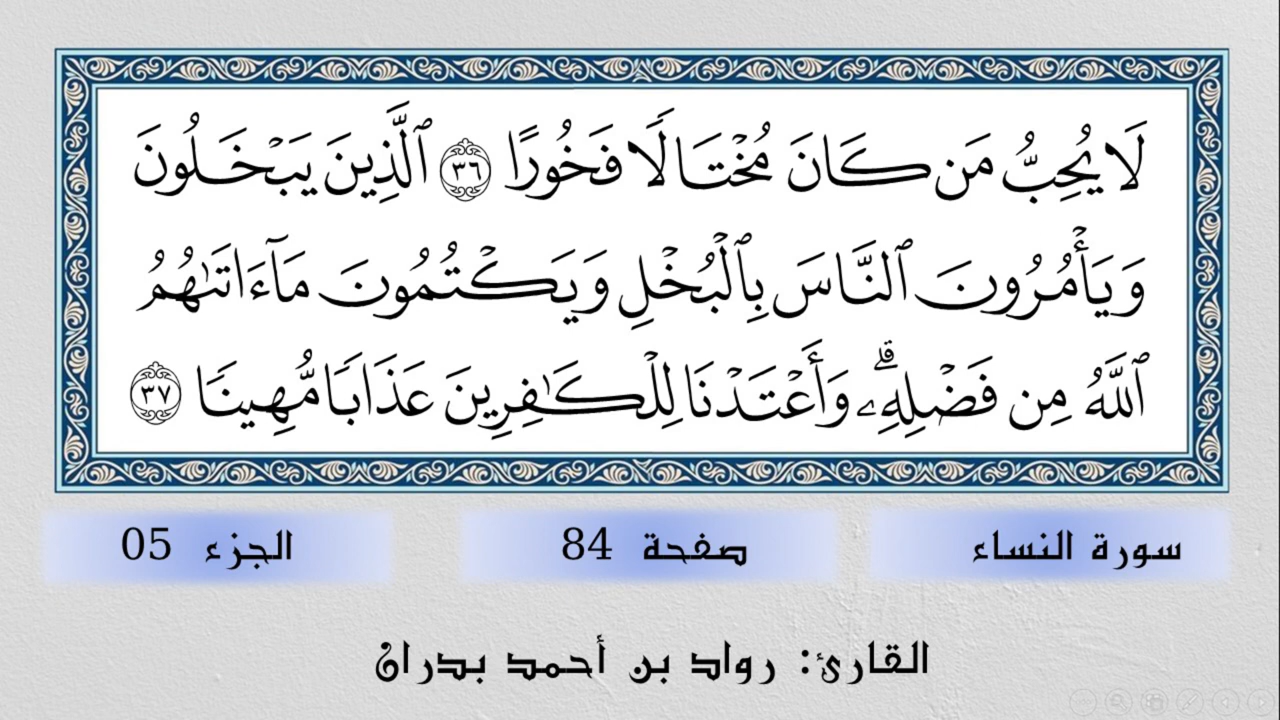 لَا يُحِبُّ مَن كَانَ مُخْتَالًا فَخُورًا ٣٦ ٱلَّذِينَ يَبْخَلُونَ
وَيَأْمُرُونَ ٱلنَّاسَ بِٱلْبُخْلِ وَيَكْتُمُونَ مَآ ءَاتَىٰهُمُ
ٱللَّهُ مِن فَضْلِهِۦۗ وَأَعْتَدْنَا لِلْكَـٰفِرِينَ عَذَابًا مُّهِينًا ٣٧
سورة النساء صفحة 84 الجزء 05
القارئ: رواد بن أحمد بدران